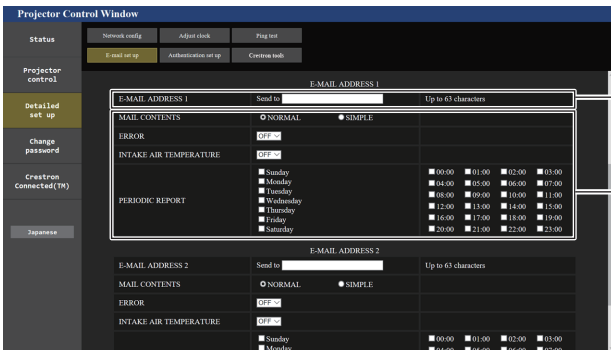 Projector Control Window
Status
Network config Adjust clock Ping test
E-mail set up Authentication set up Crestron tools
Projector
control
Detailed
set up
Change
password
Crestron
Connected(TM)
Japanese
E-MAIL ADDRESS 1
E-MAIL ADDRESS 1 Send to Up to 63 characters
MAIL CONTENTS NORMAL SIMPLE
ERROR OFF
INTAKE AIR TEMPERATURE OFF
PERIODIC REPORT
Sunday 00:00 01:00 02:00 03:00
Monday 04:00 05:00 06:00 07:00
Tuesday 08:00 09:00 10:00 11:00
Wednesday 12:00 13:00 14:00 15:00
Thursday 16:00 17:00 18:00 19:00
Friday 20:00 21:00 22:00 23:00
Saturday
E-MAIL ADDRESS 2
E-MAIL ADDRESS 2 Send to Up to 63 characters
MAIL CONTENTS NORMAL SIMPLE
ERROR OFF
INTAKE AIR TEMPERATURE OFF
Sunday 00:00 01:00 02:00 03:00
Monday